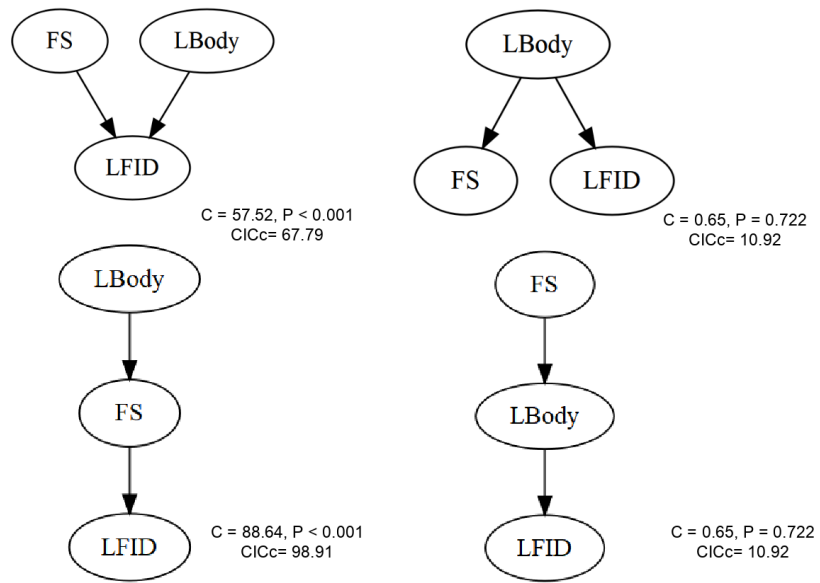 FS
LBody
LFID
C = 57.52, P < 0.001
CICc= 67.79
LBody
FS
LFID
C = 0.65, P = 0.722
CICc= 10.92
LBody
FS
LFID
C = 88.64, P < 0.001
CICc= 98.91
FS
LBody
LFID
C = 0.65, P = 0.722
CICc= 10.92